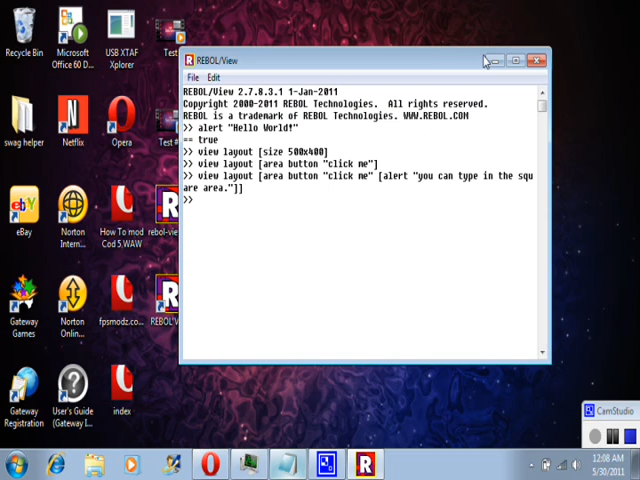 Recycle Bin
Microsoft
Office 60 D...
USB XTAF
Xplorer
Test
REBOL/View
File Edit
REBOL/View 2.7.8.3.1 1-Jan-2011
Copyright 2000-2011 REBOL Technologies. All rights reserved.
REBOL is a trademark of REBOL Technologies. WWW.REBOL.COM
>> alert "Hello World!"
== true
>> view layout [size 500x400]
>> view layout [area button "click me"]
>> view layout [area button "click me" [alert "you can type in the squ
are area."]]
>>
swag helper
Netflix
Opera
Test #
eBay
Norton
Intern...
How To mod
Cod 5.WAW
rebol-vie
Gateway
Games
Norton
Online...
fpsmodz.co...
REBOL V
Gateway
Registration
User's Guide
(Gateway I...
index
CamStudio
12:08 AM
5/30/2011